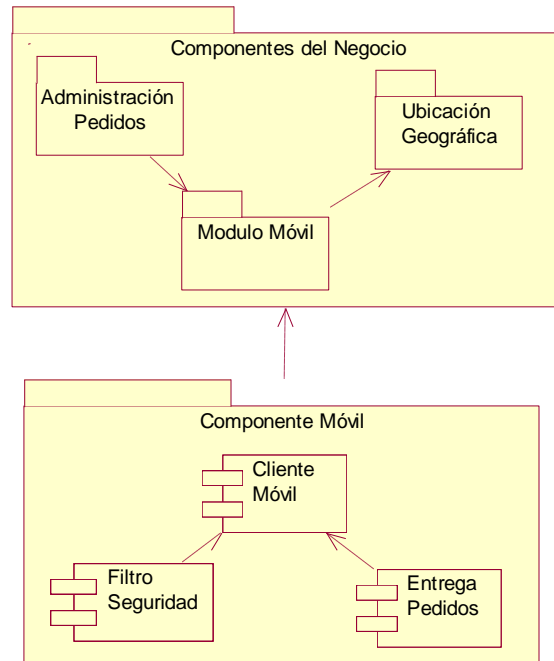 Componentes del Negocio
Administración
Pedidos
Ubicación
Geográfica
Modulo Móvil
Componente Móvil
Cliente
Móvil
Filtro
Seguridad
Entrega
Pedidos